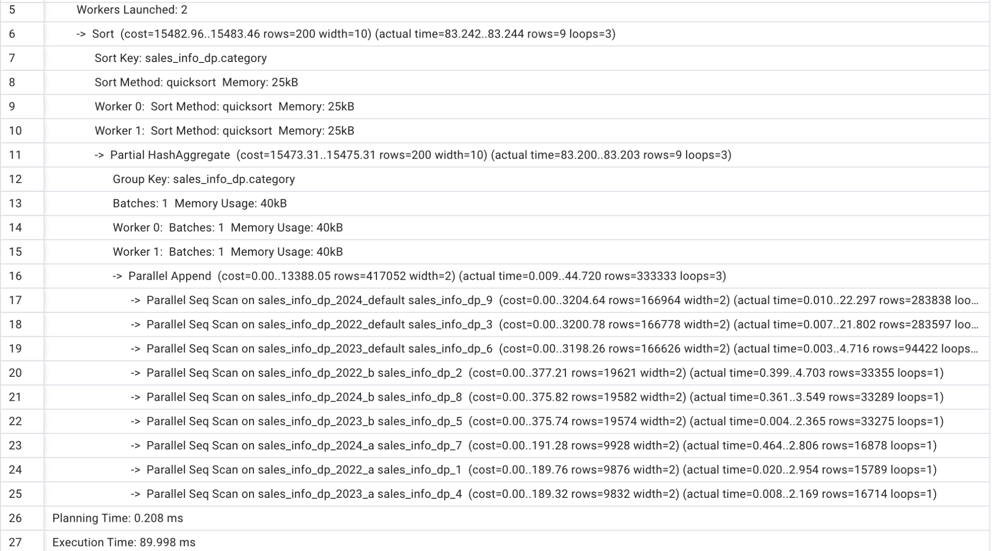 5 Workers Launched: 2
6 -> Sort (cost=15482.96..15483.46 rows=200 width=10) (actual time=83.242..83.244 rows=9 loops=3)
7 Sort Key: sales_info_dp.category
8 Sort Method: quicksort Memory: 25kB
9 Worker 0: Sort Method: quicksort Memory: 25kB
10 Worker 1: Sort Method: quicksort Memory: 25kB
11 -> Partial HashAggregate (cost=15473.31..15475.31 rows=200 width=10) (actual time=83.200..83.203 rows=9 loops=3)
12 Group Key: sales_info_dp.category
13 Batches: 1 Memory Usage: 40kB
14 Worker 0: Batches: 1 Memory Usage: 40kB
15 Worker 1: Batches: 1 Memory Usage: 40kB
16 -> Parallel Append (cost=0.00..13388.05 rows=417052 width=2) (actual time=0.009..44.720 rows=333333 loops=3)
17 -> Parallel Seq Scan on sales_info_dp_2024_default sales_info_dp_9 (cost=0.00..3204.64 rows=166964 width=2) (actual time=0.010..22.297 rows=283838 loo...
18 -> Parallel Seq Scan on sales_info_dp_2022_default sales_info_dp_3 (cost=0.00..3200.78 rows=166778 width=2) (actual time=0.007..21.802 rows=283597 loo...
19 -> Parallel Seq Scan on sales_info_dp_2023_default sales_info_dp_6 (cost=0.00..3198.26 rows=166626 width=2) (actual time=0.003..4.716 rows=94422 loops...
20 -> Parallel Seq Scan on sales_info_dp_2022_b sales_info_dp_2 (cost=0.00..377.21 rows=19621 width=2) (actual time=0.399..4.703 rows=33355 loops=1)
21 -> Parallel Seq Scan on sales_info_dp_2024_b sales_info_dp_8 (cost=0.00..375.82 rows=19582 width=2) (actual time=0.361..3.549 rows=33289 loops=1)
22 -> Parallel Seq Scan on sales_info_dp_2023_b sales_info_dp_5 (cost=0.00..375.74 rows=19574 width=2) (actual time=0.004..2.365 rows=33275 loops=1)
23 -> Parallel Seq Scan on sales_info_dp_2024_a sales_info_dp_7 (cost=0.00..191.28 rows=9928 width=2) (actual time=0.464..2.806 rows=16878 loops=1)
24 -> Parallel Seq Scan on sales_info_dp_2022_a sales_info_dp_1 (cost=0.00..189.76 rows=9876 width=2) (actual time=0.020..2.954 rows=15789 loops=1)
25 -> Parallel Seq Scan on sales_info_dp_2023_a sales_info_dp_4 (cost=0.00..189.32 rows=9832 width=2) (actual time=0.008..2.169 rows=16714 loops=1)
26 Planning Time: 0.208 ms
27 Execution Time: 89.998 ms